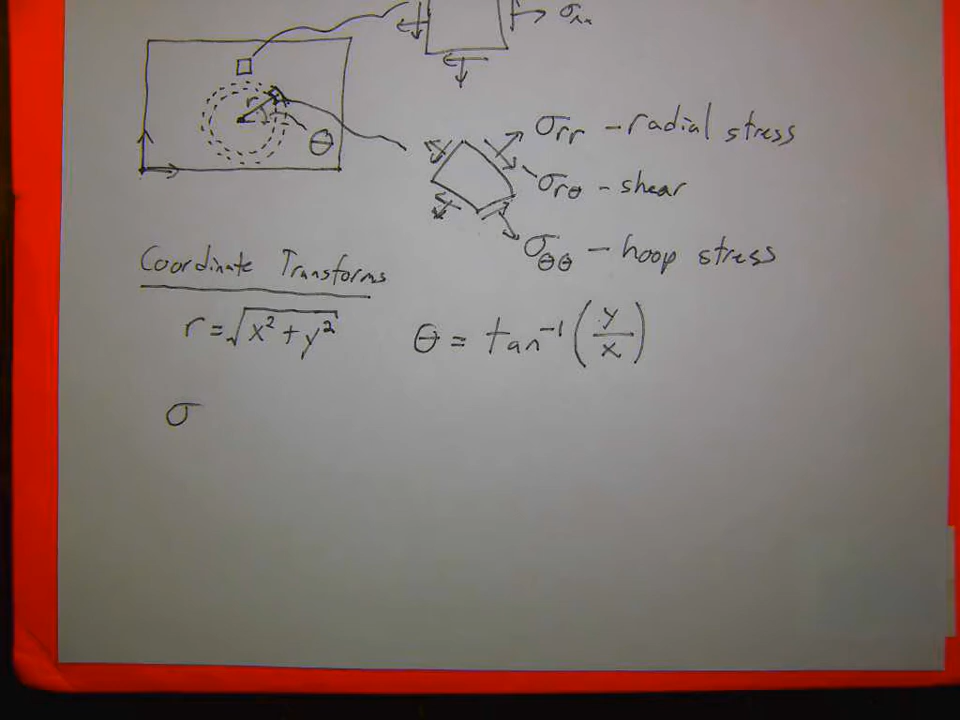 σₓₓ
r
θ
σrr – radial stress
σrθ – shear
σθθ – hoop stress
Coordinate Transforms
r = √(x² + y²) θ = tan⁻¹(y/x)
σ